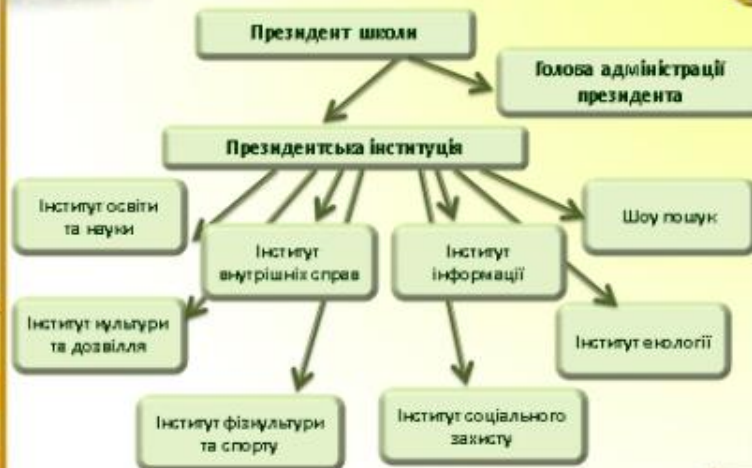 Президент школи
Голова адміністрації
президента
Президентська інституція
Інститут освіти
та науки
Інститут
внутрішніх справ
Інститут
інформації
Шоу пошук
Інститут культури
та дозвілля
Інститут екології
Інститут фізкультури
та спорту
Інститут соціального
захисту